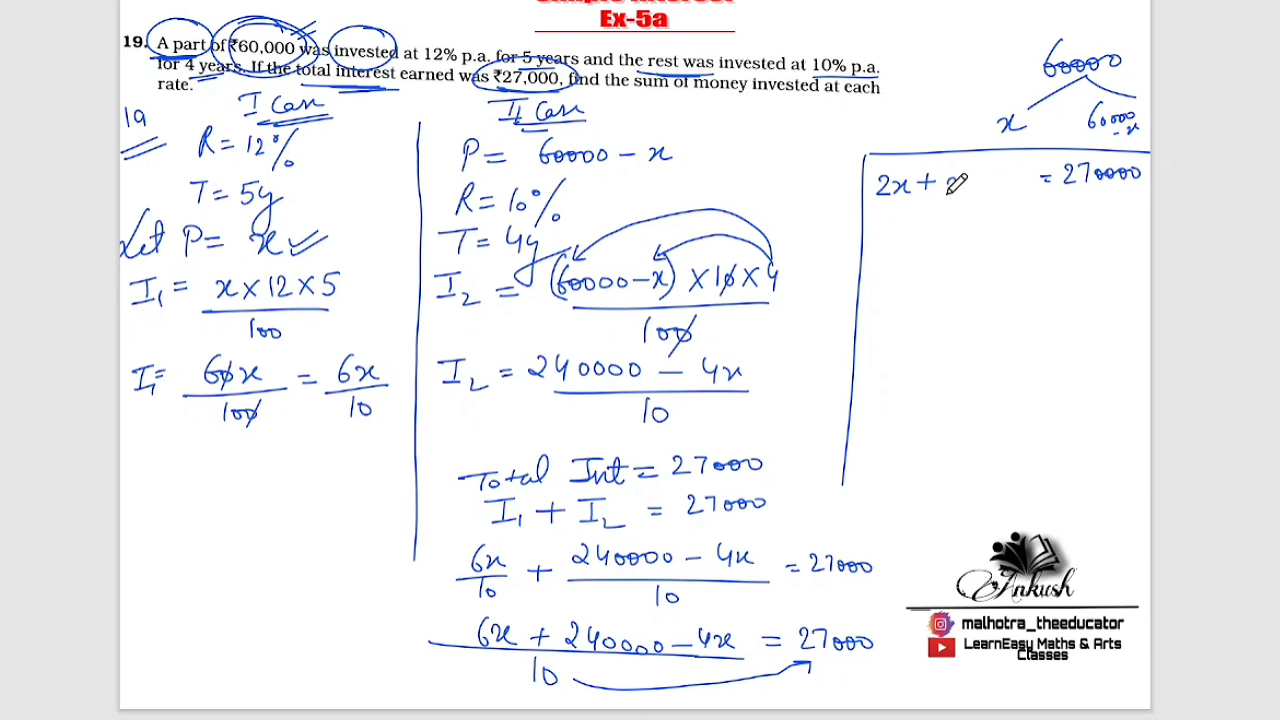 Ex-5a
19. A part of ₹60,000 was invested at 12% p.a. for 5 years and the rest was invested at 10% p.a.
for 4 years. If the total interest earned was ₹27,000, find the sum of money invested at each
rate.
60000
x 60000 - x
19
I Case
R = 12%
T = 5y
Let P = x
I₁ = x × 12 × 5
100
I₁ = 60x = 6x
100 10
II Case
P = 60000 - x
R = 10%
T = 4y
I₂ = (60000 - x) × 10 × 4
100
I₂ = 240000 - 4x
10
Total Int = 27000
I₁ + I₂ = 27000
6x + 240000 - 4x = 27000
10 10
6x + 240000 - 4x = 27000
10
2x + 2 = 270000
Ankush
malhotra_theeducator
LearnEasy Maths & Arts
Classes